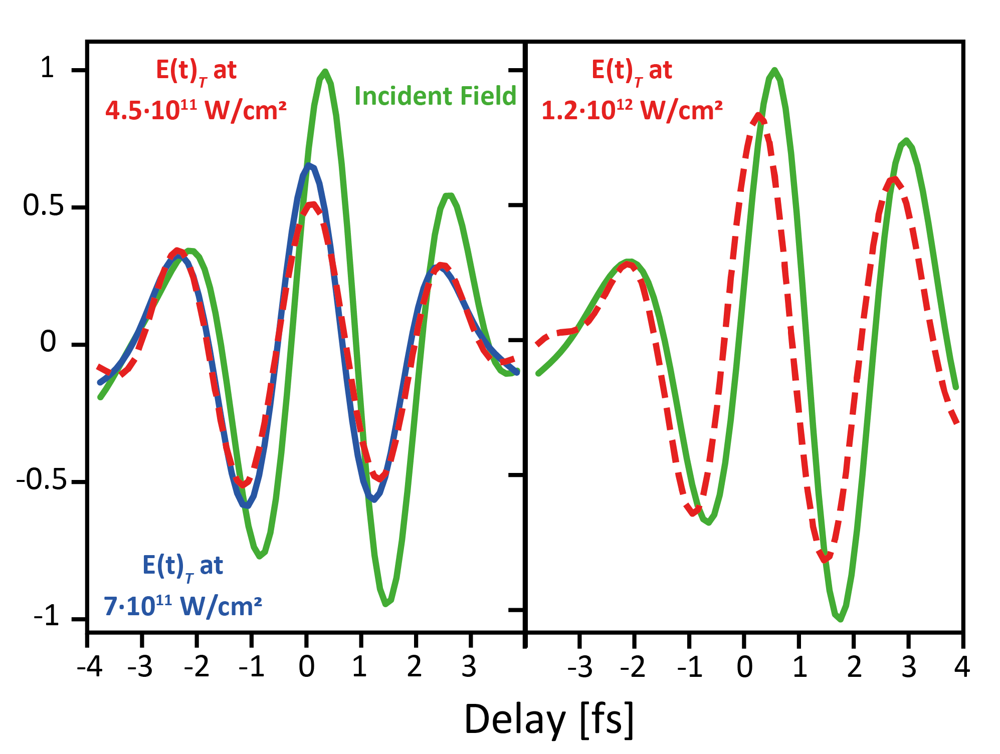 E(t)T at
4.5·10¹¹ W/cm²
Incident Field
E(t)T at
1.2·10¹² W/cm²
1
0.5
0
-0.5
-1
E(t)T at
7·10¹¹ W/cm²
-4 -3 -2 -1 0 1 2 3
-3 -2 -1 0 1 2 3 4
Delay [fs]